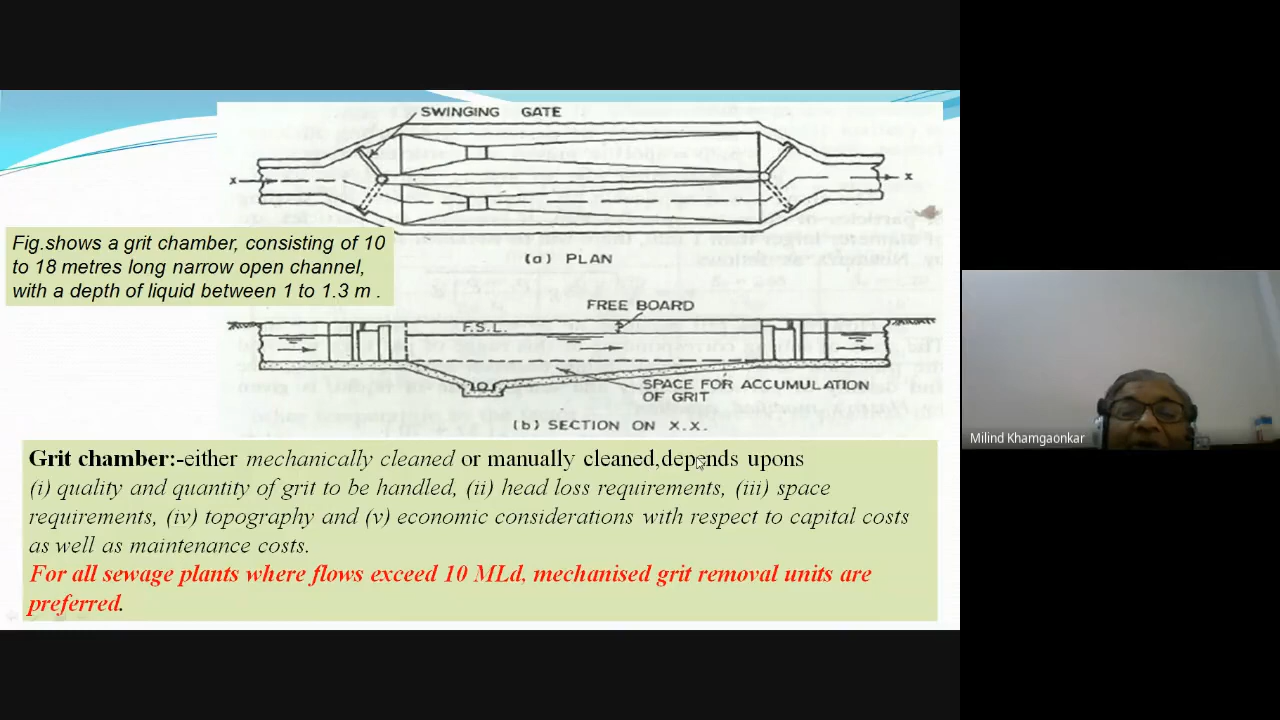 SWINGING GATE
x
x
Fig.shows a grit chamber, consisting of 10
to 18 metres long narrow open channel,
with a depth of liquid between 1 to 1.3 m .
(a) PLAN
FREE BOARD
F.S.L.
SPACE FOR ACCUMULATION
OF GRIT
(b) SECTION ON X.X.
Milind Khamgaonkar
Grit chamber:-either mechanically cleaned or manually cleaned,depends upons
(i) quality and quantity of grit to be handled, (ii) head loss requirements, (iii) space
requirements, (iv) topography and (v) economic considerations with respect to capital costs
as well as maintenance costs.
For all sewage plants where flows exceed 10 MLd, mechanised grit removal units are
preferred.